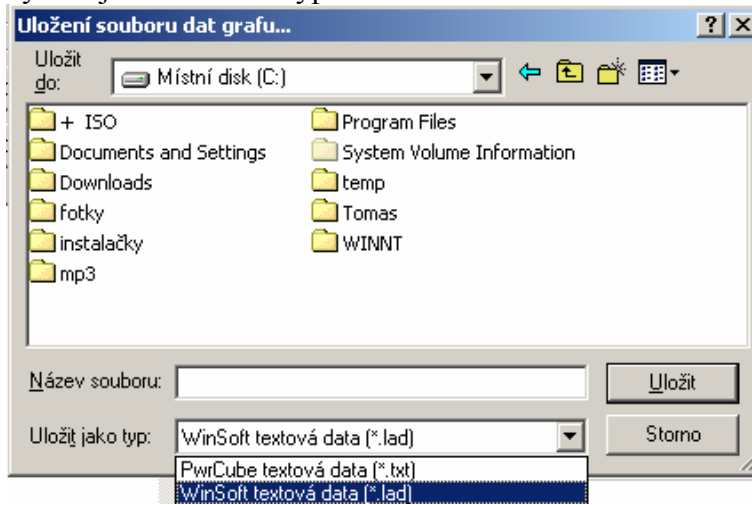 Uložení souboru dat grafu...
Uložit
do:
Místní disk (C:)
+ ISO
Documents and Settings
Downloads
fotky
instalačky
mp3
Program Files
System Volume Information
temp
Tomas
WINNT
Název souboru:
Uložit
Uložit jako typ:
WinSoft textová data (*.lad)
Storno
PwrCube textová data (*.txt)
WinSoft textová data (*.lad)